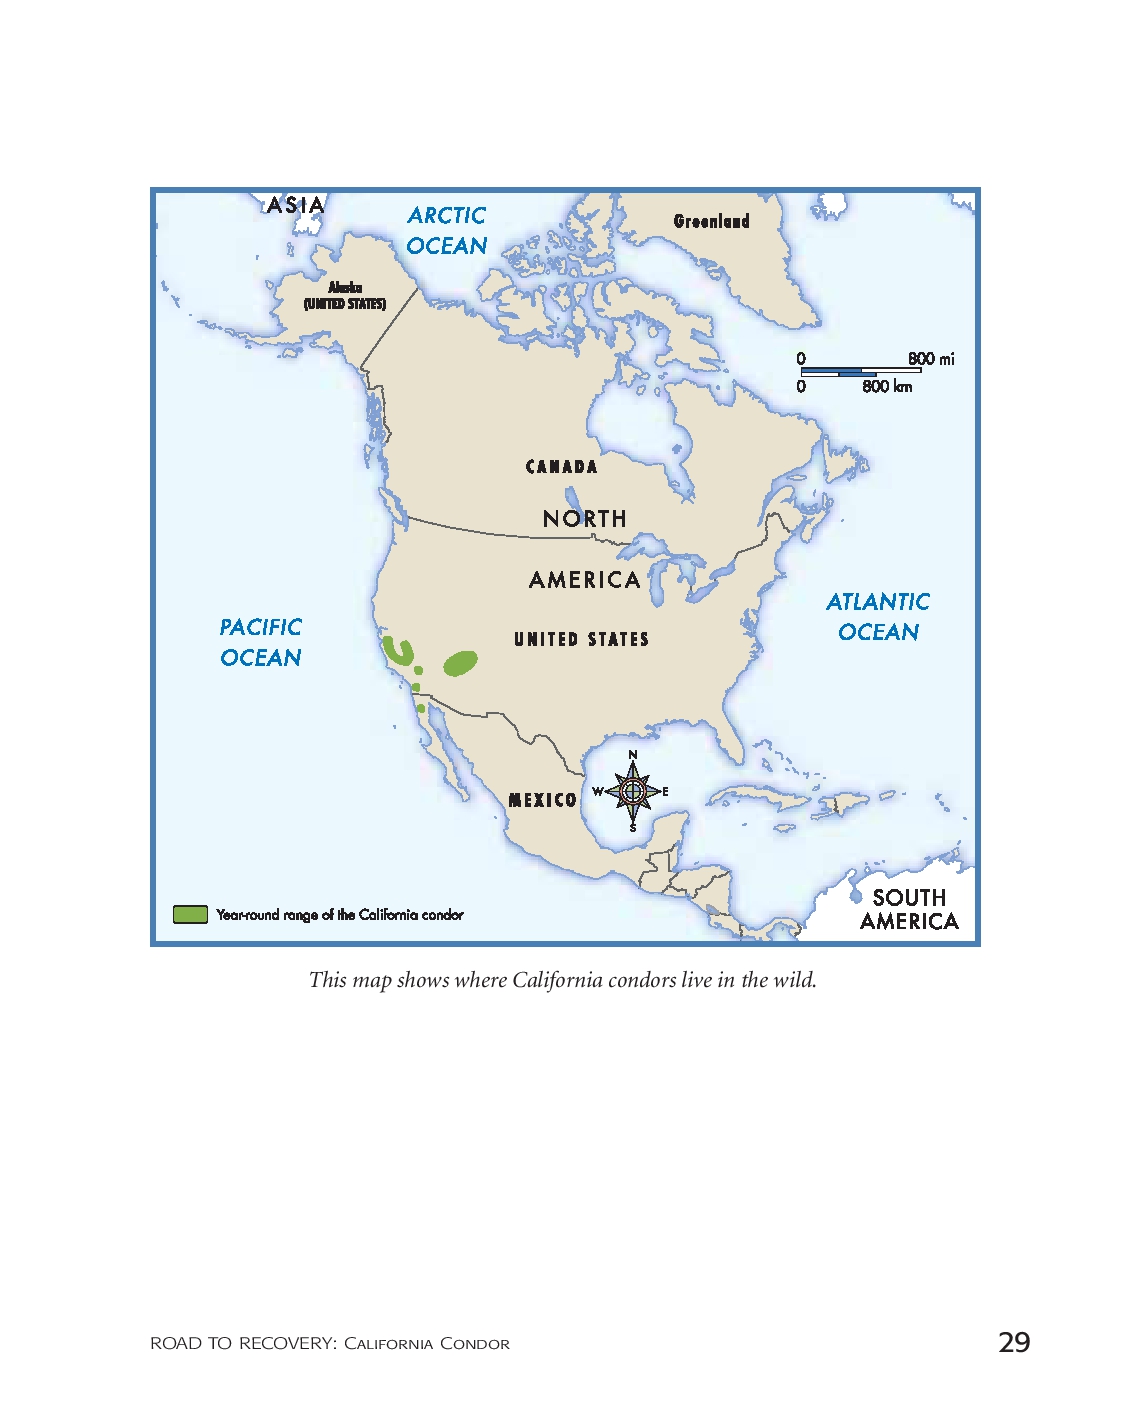 ASIA
ARCTIC
OCEAN
Greenland
Alaska
(UNITED STATES)
0 800 mi
0 800 km
CANADA
NORTH
AMERICA
UNITED STATES
PACIFIC
OCEAN
ATLANTIC
OCEAN
N
W E
S
MEXICO
SOUTH
AMERICA
Year-round range of the California condor
This map shows where California condors live in the wild.
ROAD TO RECOVERY: CALIFORNIA CONDOR
29